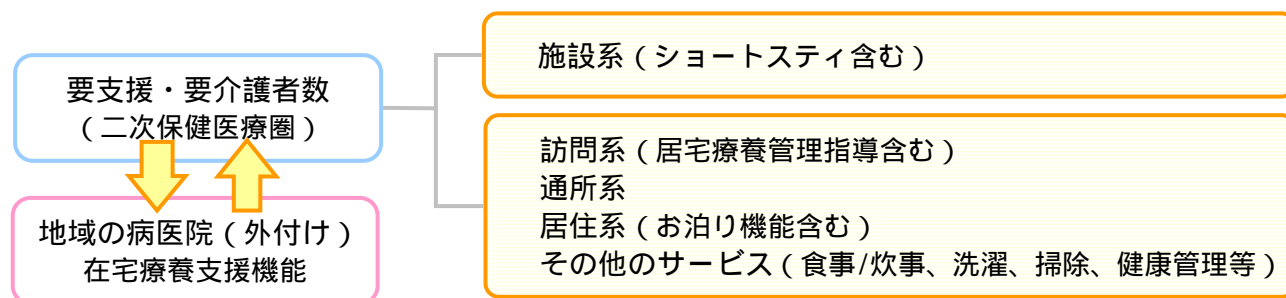 要支援・要介護者数
（二次保健医療圏）
地域の病医院（外付け）
在宅療養支援機能
施設系（ショートスティ含む）
訪問系（居宅療養管理指導含む）
通所系
居住系（お泊り機能含む）
その他のサービス（食事/炊事、洗濯、掃除、健康管理等）